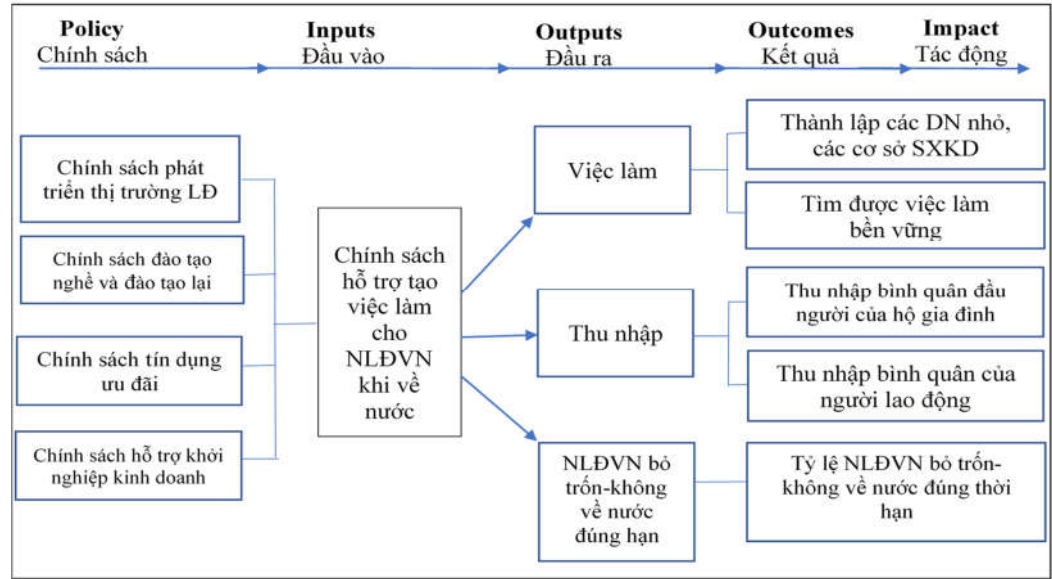 Policy
Chính sách
Inputs
Đầu vào
Outputs
Đầu ra
Outcomes
Kết quả
Impact
Tác động
Chính sách phát
triển thị trường LĐ
Chính sách đào tạo
nghề và đào tạo lại
Chính sách tín dụng
ưu đãi
Chính sách hỗ trợ khởi
nghiệp kinh doanh
Chính sách
hỗ trợ tạo
việc làm
cho
NLĐVN
khi về
nước
Việc làm
Thu nhập
NLĐVN bỏ
trốn-không
về nước
đúng hạn
Thành lập các DN nhỏ,
các cơ sở SXKD
Tìm được việc làm
bền vững
Thu nhập bình quân đầu
người của hộ gia đình
Thu nhập bình quân của
người lao động
Tỷ lệ NLĐVN bỏ trốn-
không về nước đúng thời
hạn